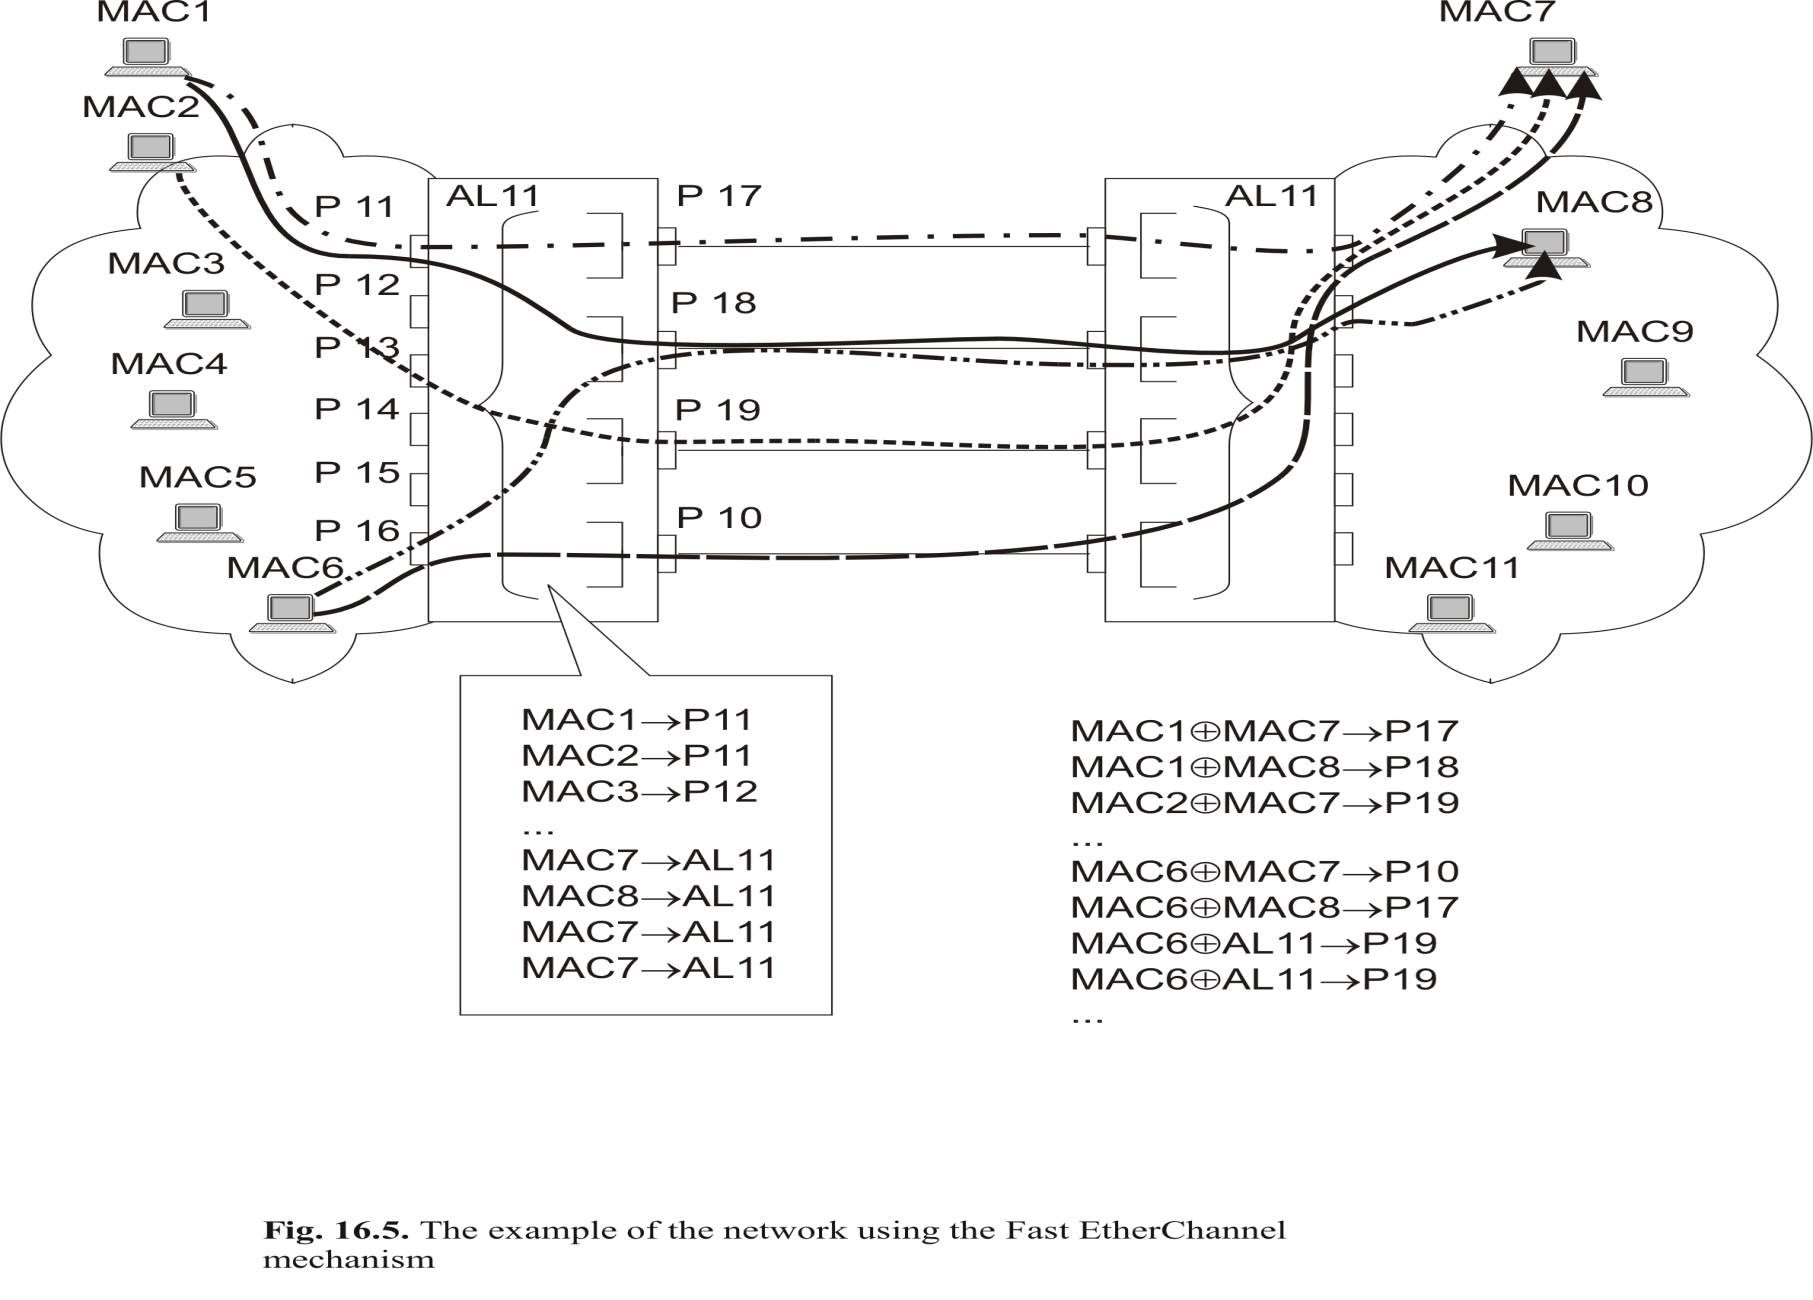 MAC1
MAC7
MAC2
AL11
P 17
AL11
MAC8
P 11
MAC3
P 12
P 18
MAC9
P 13
MAC4
P 14
P 19
P 15
MAC5
MAC10
P 16
P 10
MAC6
MAC11
MAC1→P11
MAC2→P11
MAC3→P12
...
MAC7→AL11
MAC8→AL11
MAC7→AL11
MAC7→AL11
MAC1⊕MAC7→P17
MAC1⊕MAC8→P18
MAC2⊕MAC7→P19
...
MAC6⊕MAC7→P10
MAC6⊕MAC8→P17
MAC6⊕AL11→P19
MAC6⊕AL11→P19
...
Fig. 16.5. The example of the network using the Fast EtherChannel
mechanism